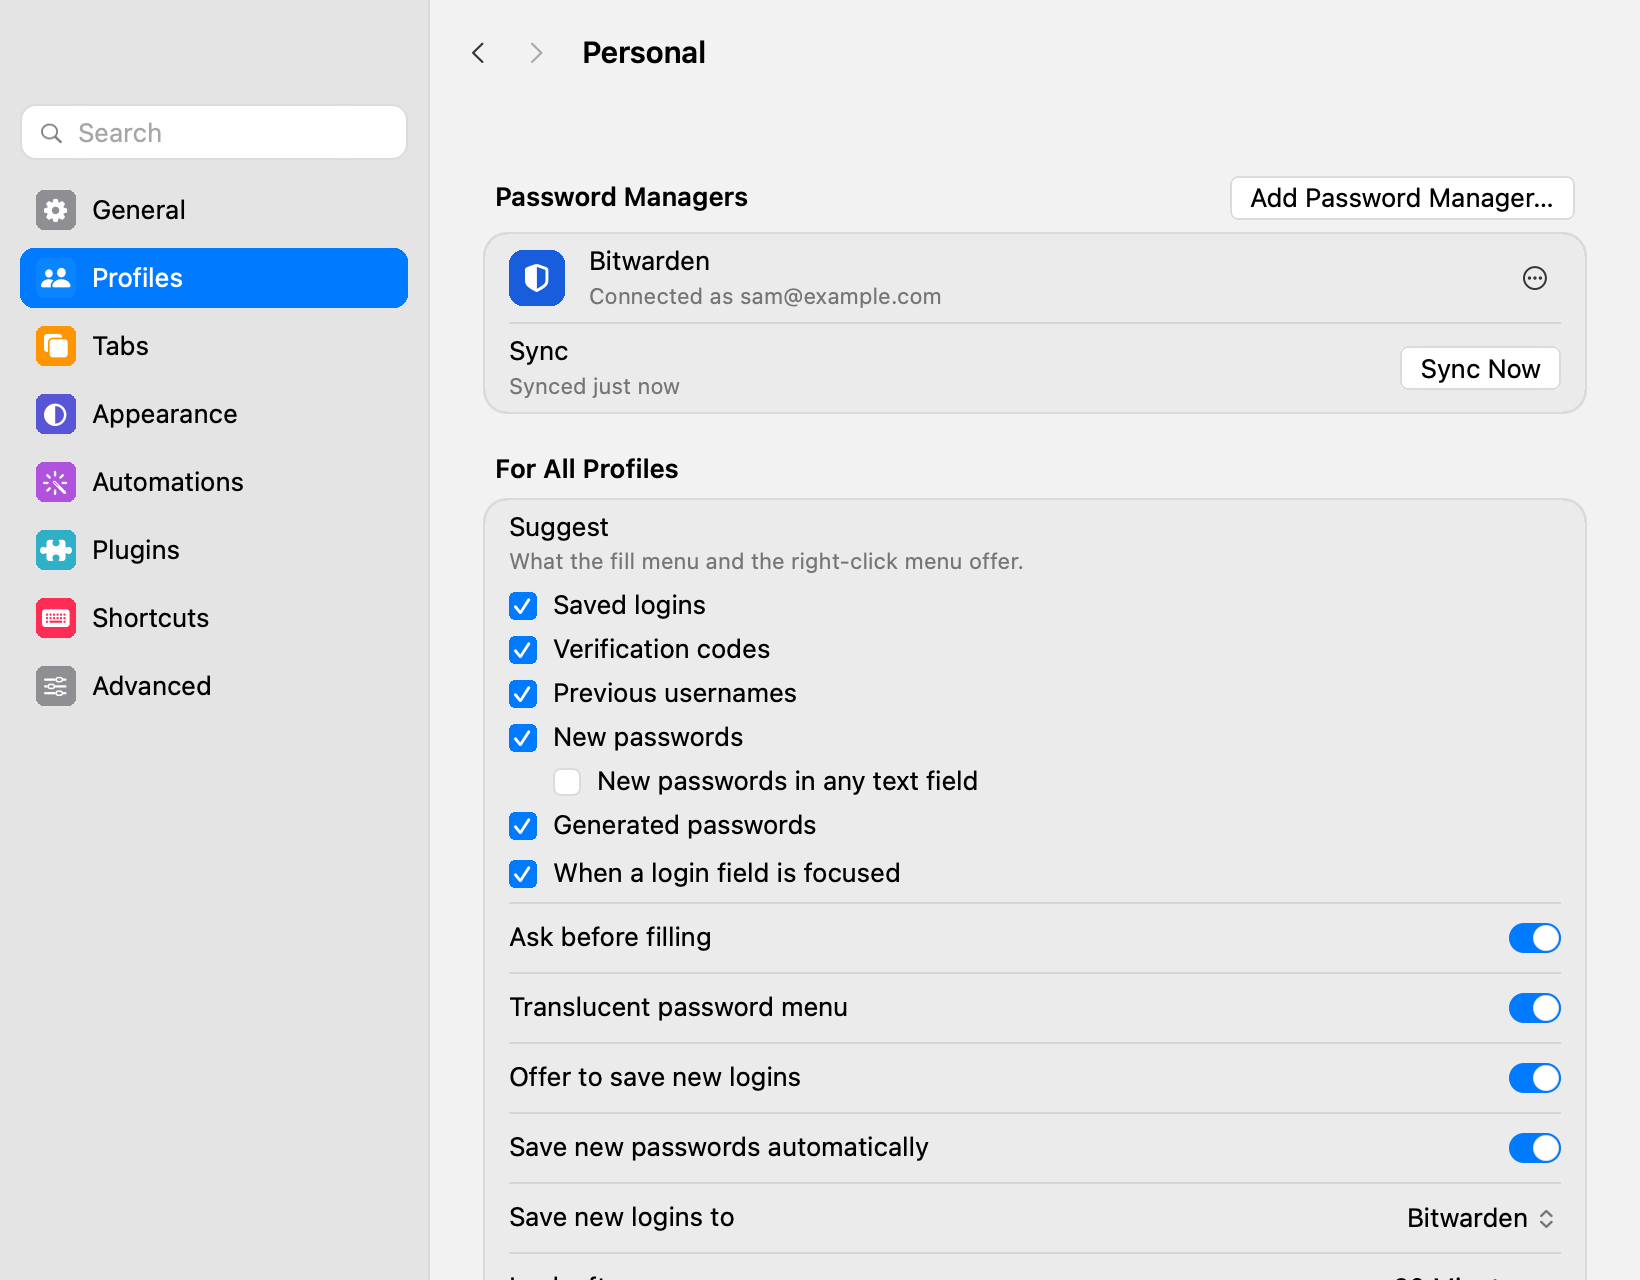 Personal
Search
General
Profiles
Tabs
Appearance
Automations
Plugins
Shortcuts
Advanced
Password Managers
Add Password Manager...
Bitwarden
Connected as sam@example.com
Sync
Synced just now
Sync Now
For All Profiles
Suggest
What the fill menu and the right-click menu offer.
Saved logins
Verification codes
Previous usernames
New passwords
New passwords in any text field
Generated passwords
When a login field is focused
Ask before filling
Translucent password menu
Offer to save new logins
Save new passwords automatically
Save new logins to
Bitwarden